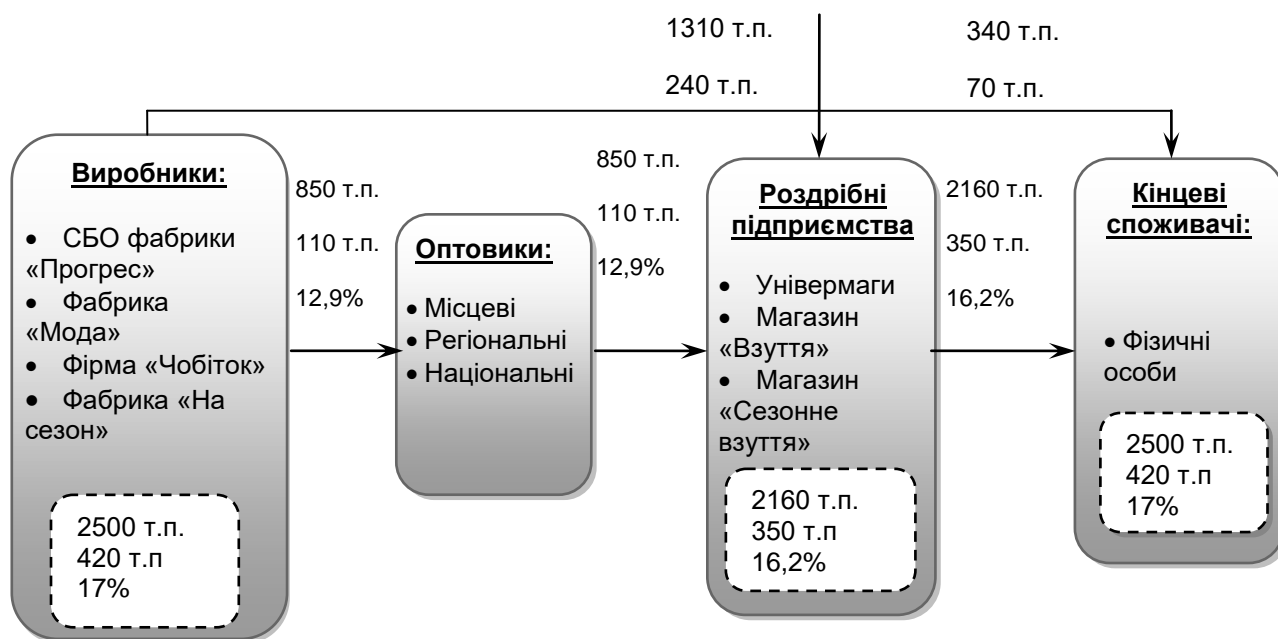 1310 т.п.
240 т.п.
340 т.п.
70 т.п.
Виробники:
• СБО фабрики
«Прогрес»
• Фабрика
«Мода»
• Фірма «Чобіток»
• Фабрика «На
сезон»
2500 т.п.
420 т.п
17%
850 т.п.
110 т.п.
12,9%
Оптовики:
• Місцеві
• Регіональні
• Національні
850 т.п.
110 т.п.
12,9%
Роздрібні
підприємства
• Універмаги
• Магазин
«Взуття»
• Магазин
«Сезонне
взуття»
2160 т.п.
350 т.п
16,2%
2160 т.п.
350 т.п.
16,2%
Кінцеві
споживачі:
• Фізичні
особи
2500 т.п.
420 т.п
17%